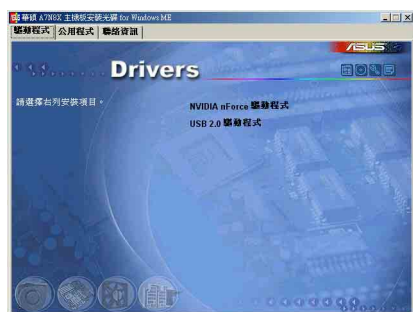 華碩 A7N8X 主機板安裝光碟 for Windows ME
驅動程式 公用程式 聯絡資訊
ASUS
Drivers
請選擇右列安裝項目。
NVIDIA nForce 驅動程式
USB 2.0 驅動程式